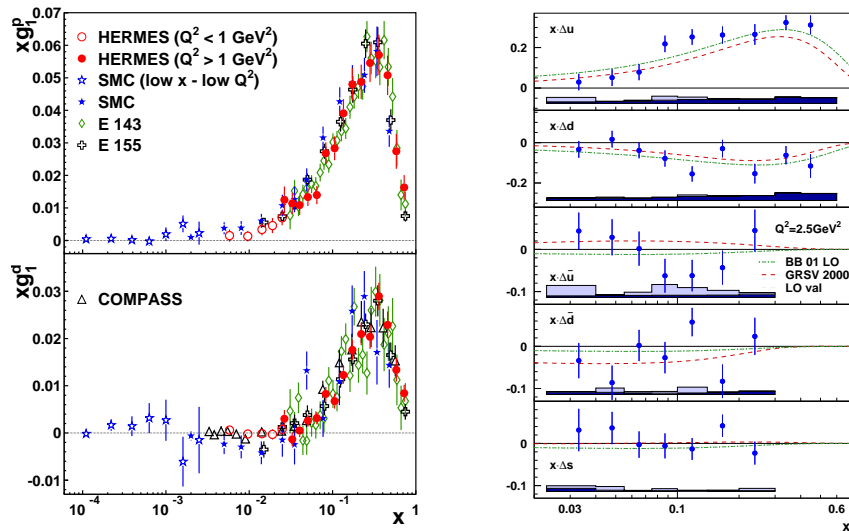 xg₁ᵖ
0.07
0.06
0.05
0.04
0.03
0.02
0.01
0
HERMES (Q² < 1 GeV²)
HERMES (Q² > 1 GeV²)
SMC (low x - low Q²)
SMC
E 143
E 155
xg₁ᵈ
0.03
0.02
0.01
0
-0.01
COMPASS
10⁻⁴
10⁻³
10⁻²
10⁻¹
1
x
x·Δu
0.2
0
x·Δd
0
-0.2
x·Δū
0
-0.1
Q²=2.5GeV²
BB 01 LO
GRSV 2000
LO val
x·Δd̄
0
-0.1
x·Δs
0
-0.1
0.03
0.1
0.6
x